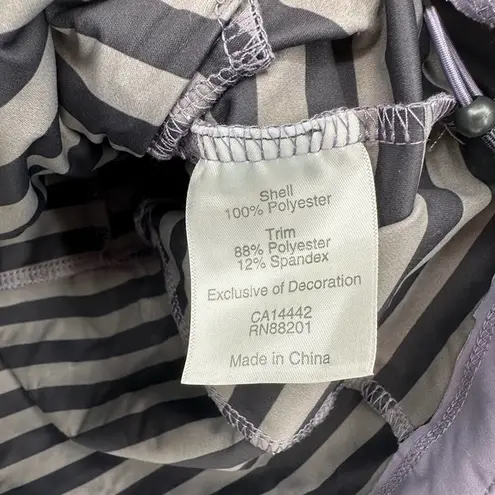 Shell
100% Polyester
Trim
88% Polyester
12% Spandex
Exclusive of Decoration
CA14442
RN88201
Made in China